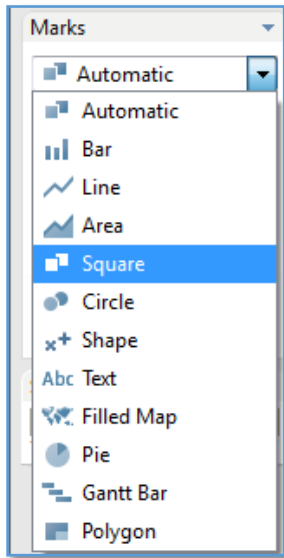 Marks
Automatic
Automatic
Bar
Line
Area
Square
Circle
Shape
Abc Text
Filled Map
Pie
Gantt Bar
Polygon